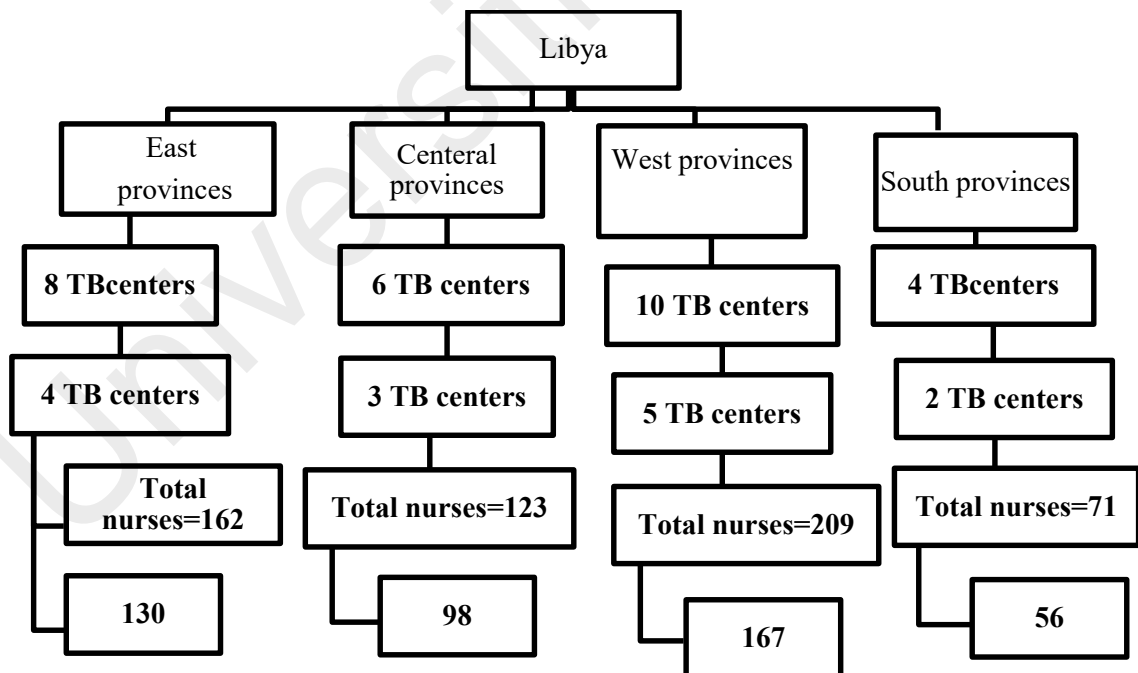 Libya
East
provinces
Centeral
provinces
West provinces
South provinces
8 TBcenters
6 TB centers
10 TB centers
4 TBcenters
4 TB centers
3 TB centers
5 TB centers
2 TB centers
Total
nurses=162
Total nurses=123
Total nurses=209
Total nurses=71
130
98
167
56
Universit